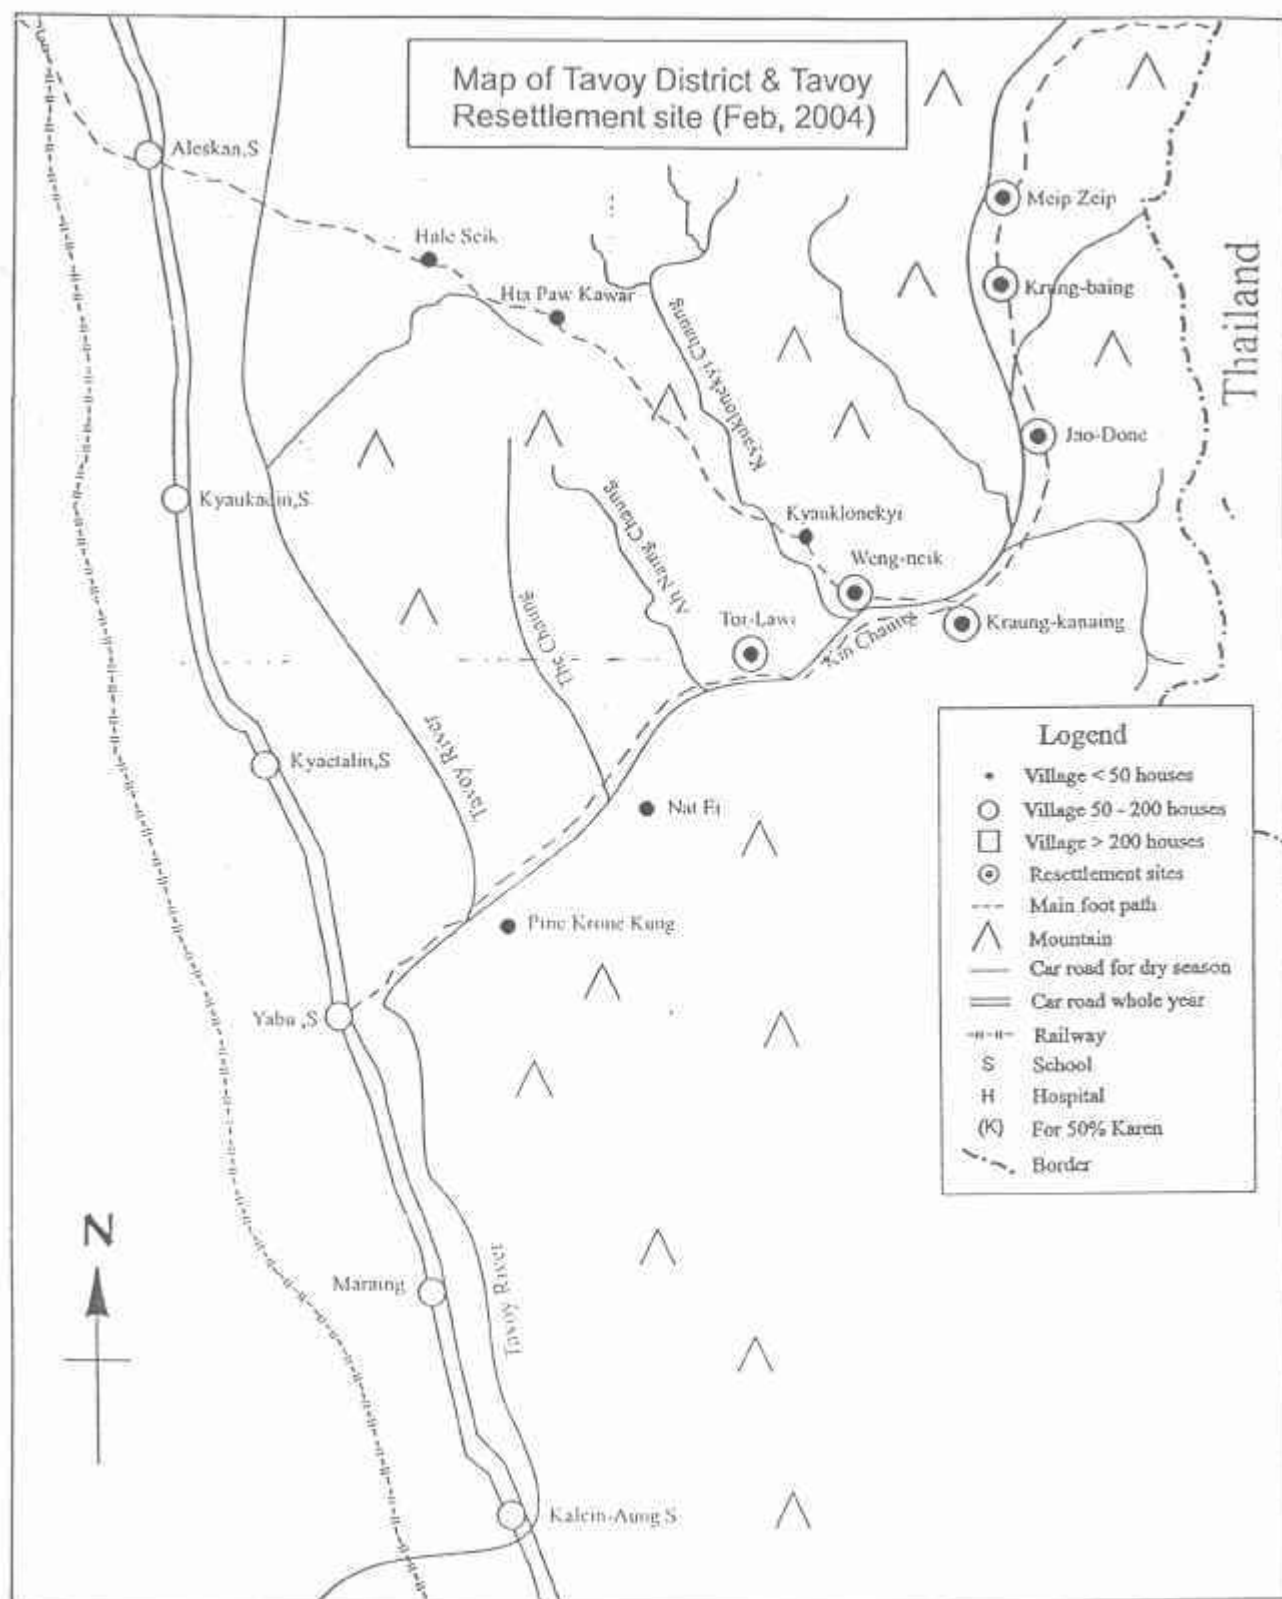 Map of Tavoy District & Tavoy
Resettlement site (Feb, 2004)
Aleskan,S
Meip Zeip
Hale Seik
Thailand
Krung-baing
Hta Paw Kawar
Kyauklonekyi Chaung
Jao-Done
Kyaukadin,S
Ah Naing Chaung
Kyauklonekyi
Weng-neik
The Chaung
Tor-Lawi
Kin Chaung
Kraung-kanaing
Tavoy River
Kyaetalin,S
Nat Ei
Pine Krone Kung
Yabu ,S
Maraing
Tavoy River
Kalein-Aung S
N
Legend
Village < 50 houses
Village 50 - 200 houses
Village > 200 houses
Resettlement sites
Main foot path
Mountain
Car road for dry season
Car road whole year
Railway
S School
H Hospital
(K) For 50% Karen
Border